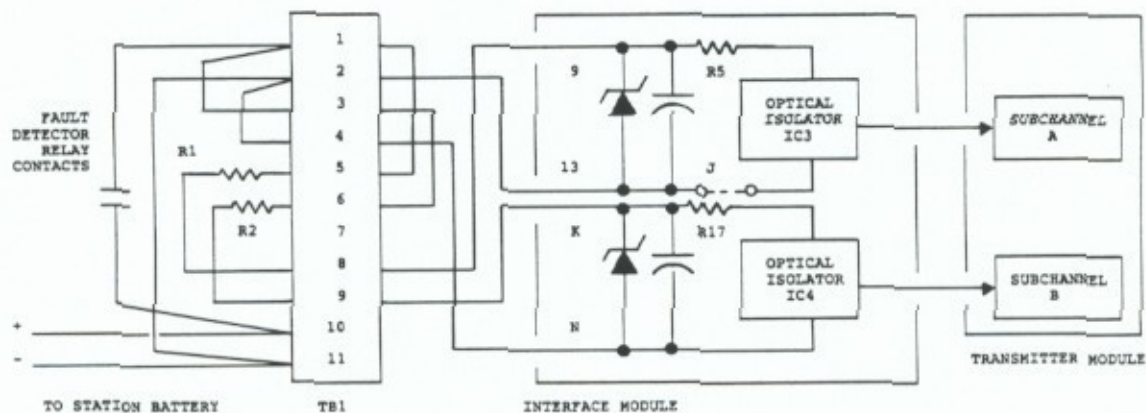 FAULT
DETECTOR
RELAY
CONTACTS
R1
R2
+
-
TO STATION BATTERY
1
2
3
4
5
6
7
8
9
10
11
TB1
9
13
K
N
R5
J
R17
OPTICAL
ISOLATOR
IC3
OPTICAL
ISOLATOR
IC4
INTERFACE MODULE
SUBCHANNEL
A
SUBCHANNEL
B
TRANSMITTER MODULE